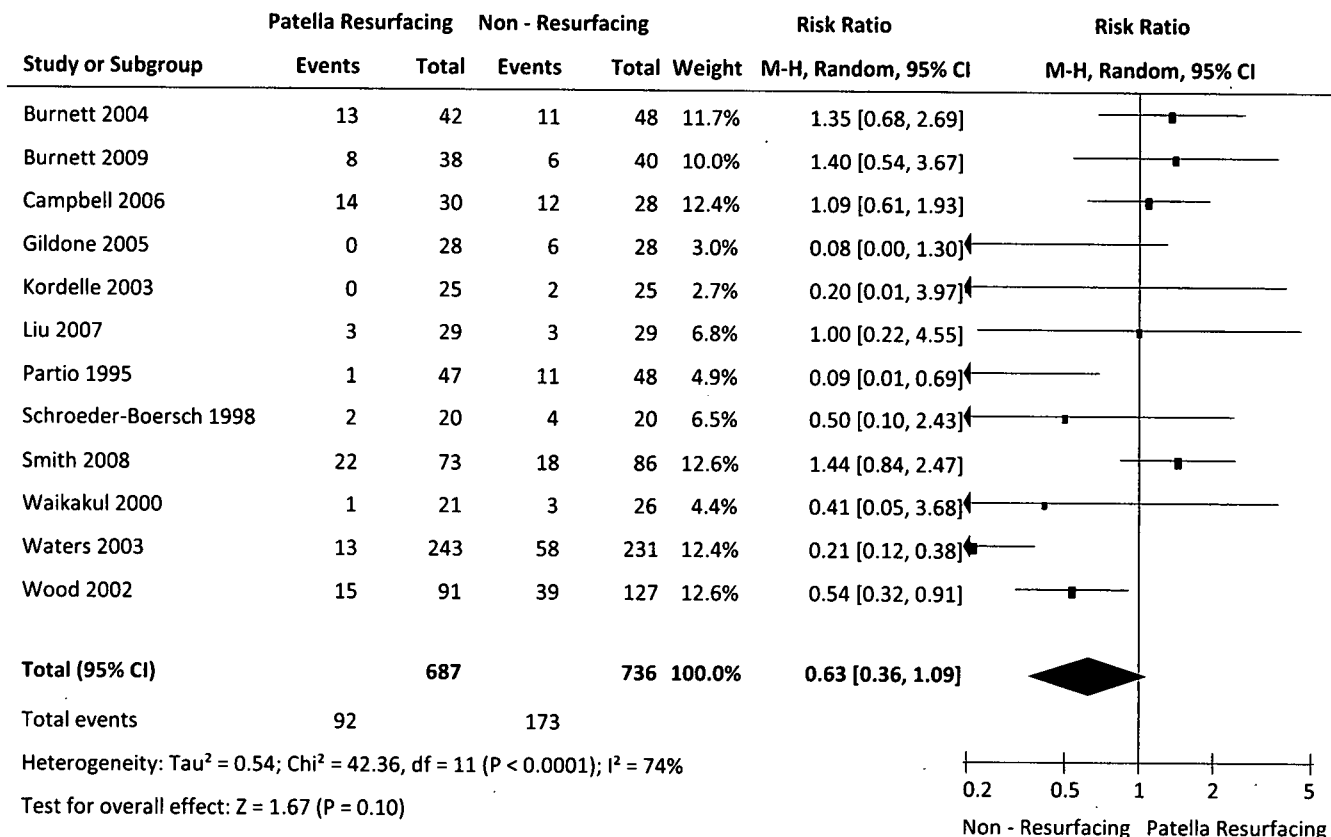 Patella Resurfacing Non - Resurfacing Risk Ratio Risk Ratio
Study or Subgroup Events Total Events Total Weight M-H, Random, 95% CI M-H, Random, 95% CI
Burnett 2004 13 42 11 48 11.7% 1.35 [0.68, 2.69]
Burnett 2009 8 38 6 40 10.0% 1.40 [0.54, 3.67]
Campbell 2006 14 30 12 28 12.4% 1.09 [0.61, 1.93]
Gildone 2005 0 28 6 28 3.0% 0.08 [0.00, 1.30]
Kordelle 2003 0 25 2 25 2.7% 0.20 [0.01, 3.97]
Liu 2007 3 29 3 29 6.8% 1.00 [0.22, 4.55]
Partio 1995 1 47 11 48 4.9% 0.09 [0.01, 0.69]
Schroeder-Boersch 1998 2 20 4 20 6.5% 0.50 [0.10, 2.43]
Smith 2008 22 73 18 86 12.6% 1.44 [0.84, 2.47]
Waikakul 2000 1 21 3 26 4.4% 0.41 [0.05, 3.68]
Waters 2003 13 243 58 231 12.4% 0.21 [0.12, 0.38]
Wood 2002 15 91 39 127 12.6% 0.54 [0.32, 0.91]
Total (95% CI) 687 736 100.0% 0.63 [0.36, 1.09]
Total events 92 173
Heterogeneity: Tau² = 0.54; Chi² = 42.36, df = 11 (P < 0.0001); I² = 74%
Test for overall effect: Z = 1.67 (P = 0.10)
0.2 0.5 1 2 5
Non - Resurfacing Patella Resurfacing